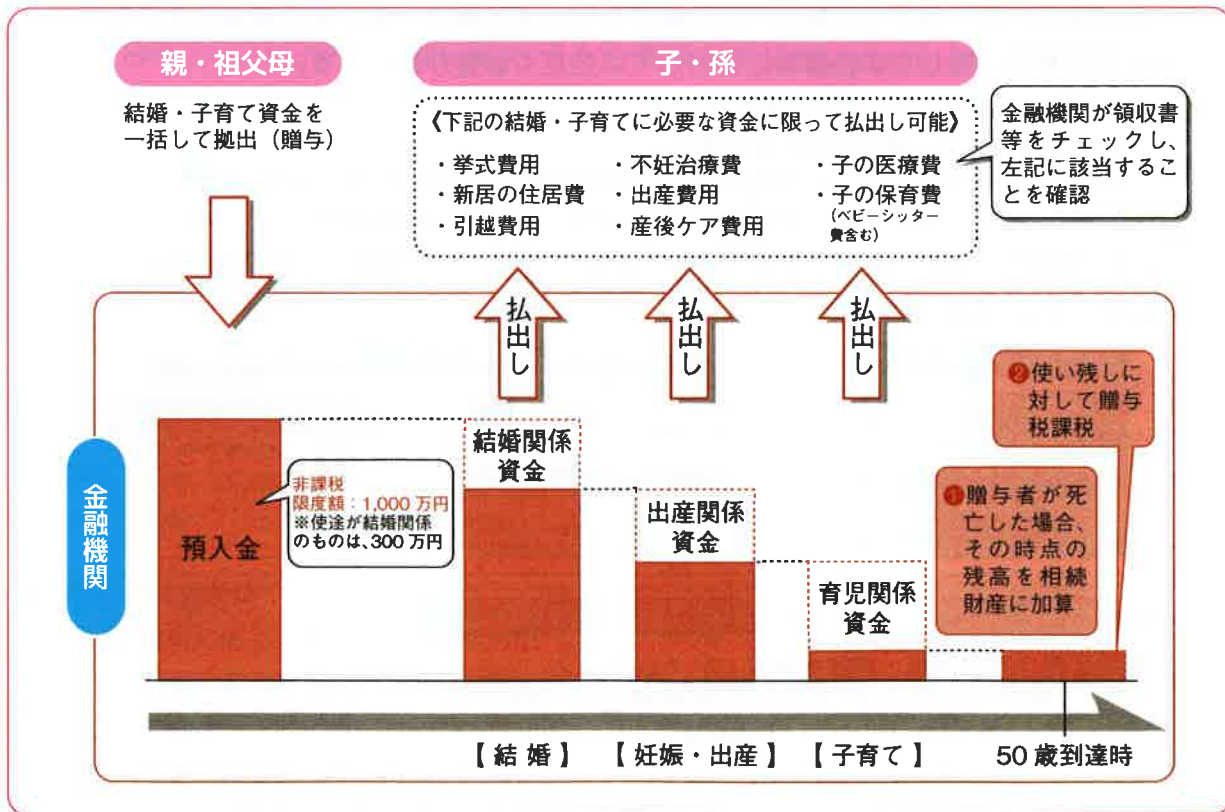 親・祖父母
結婚・子育て資金を
一括して拠出（贈与）
子・孫
《下記の結婚・子育てに必要な資金に限って払出し可能》
・挙式費用
・新居の住居費
・引越費用
・不妊治療費
・出産費用
・産後ケア費用
・子の医療費
・子の保育費
（ベビーシッター
費含む）
金融機関が領収書
等をチェックし、
左記に該当するこ
とを確認
払出し
払出し
払出し
金融機関
預入金
非課税
限度額：1,000万円
※使途が結婚関係
のものは、300万円
結婚関係
資金
出産関係
資金
育児関係
資金
❷使い残しに
対して贈与
税課税
❶贈与者が死
亡した場合、
その時点の
残高を相続
財産に加算
【結婚】
【妊娠・出産】
【子育て】
50歳到達時